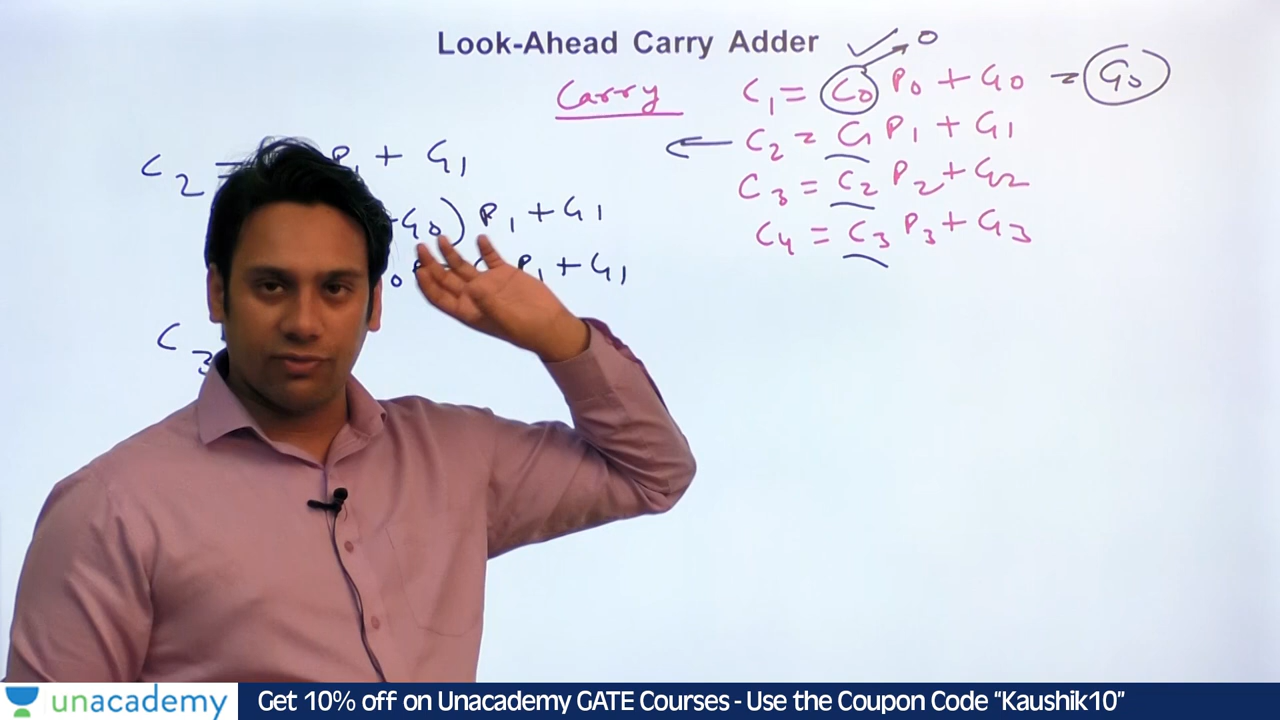 Look-Ahead Carry Adder
0
Carry
C1 = C0 P0 + G0 = G0
← C2 = C1 P1 + G1
C3 = C2 P2 + G2
C4 = C3 P3 + G3
C2 = P1 + G1
+G0) P1 + G1
P1 + G1
C3
unacademy
Get 10% off on Unacademy GATE Courses - Use the Coupon Code “Kaushik10”